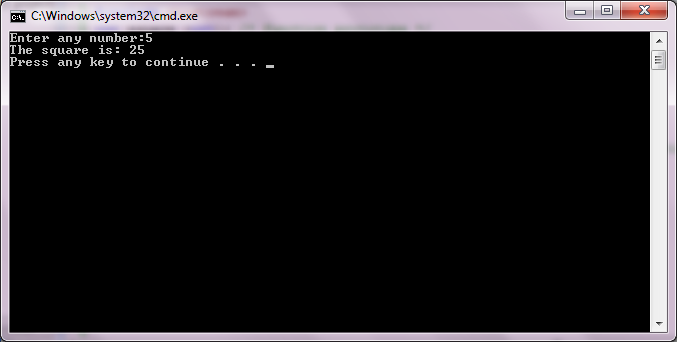 C:\Windows\system32\cmd.exe
Enter any number:5
The square is: 25
Press any key to continue . . . _